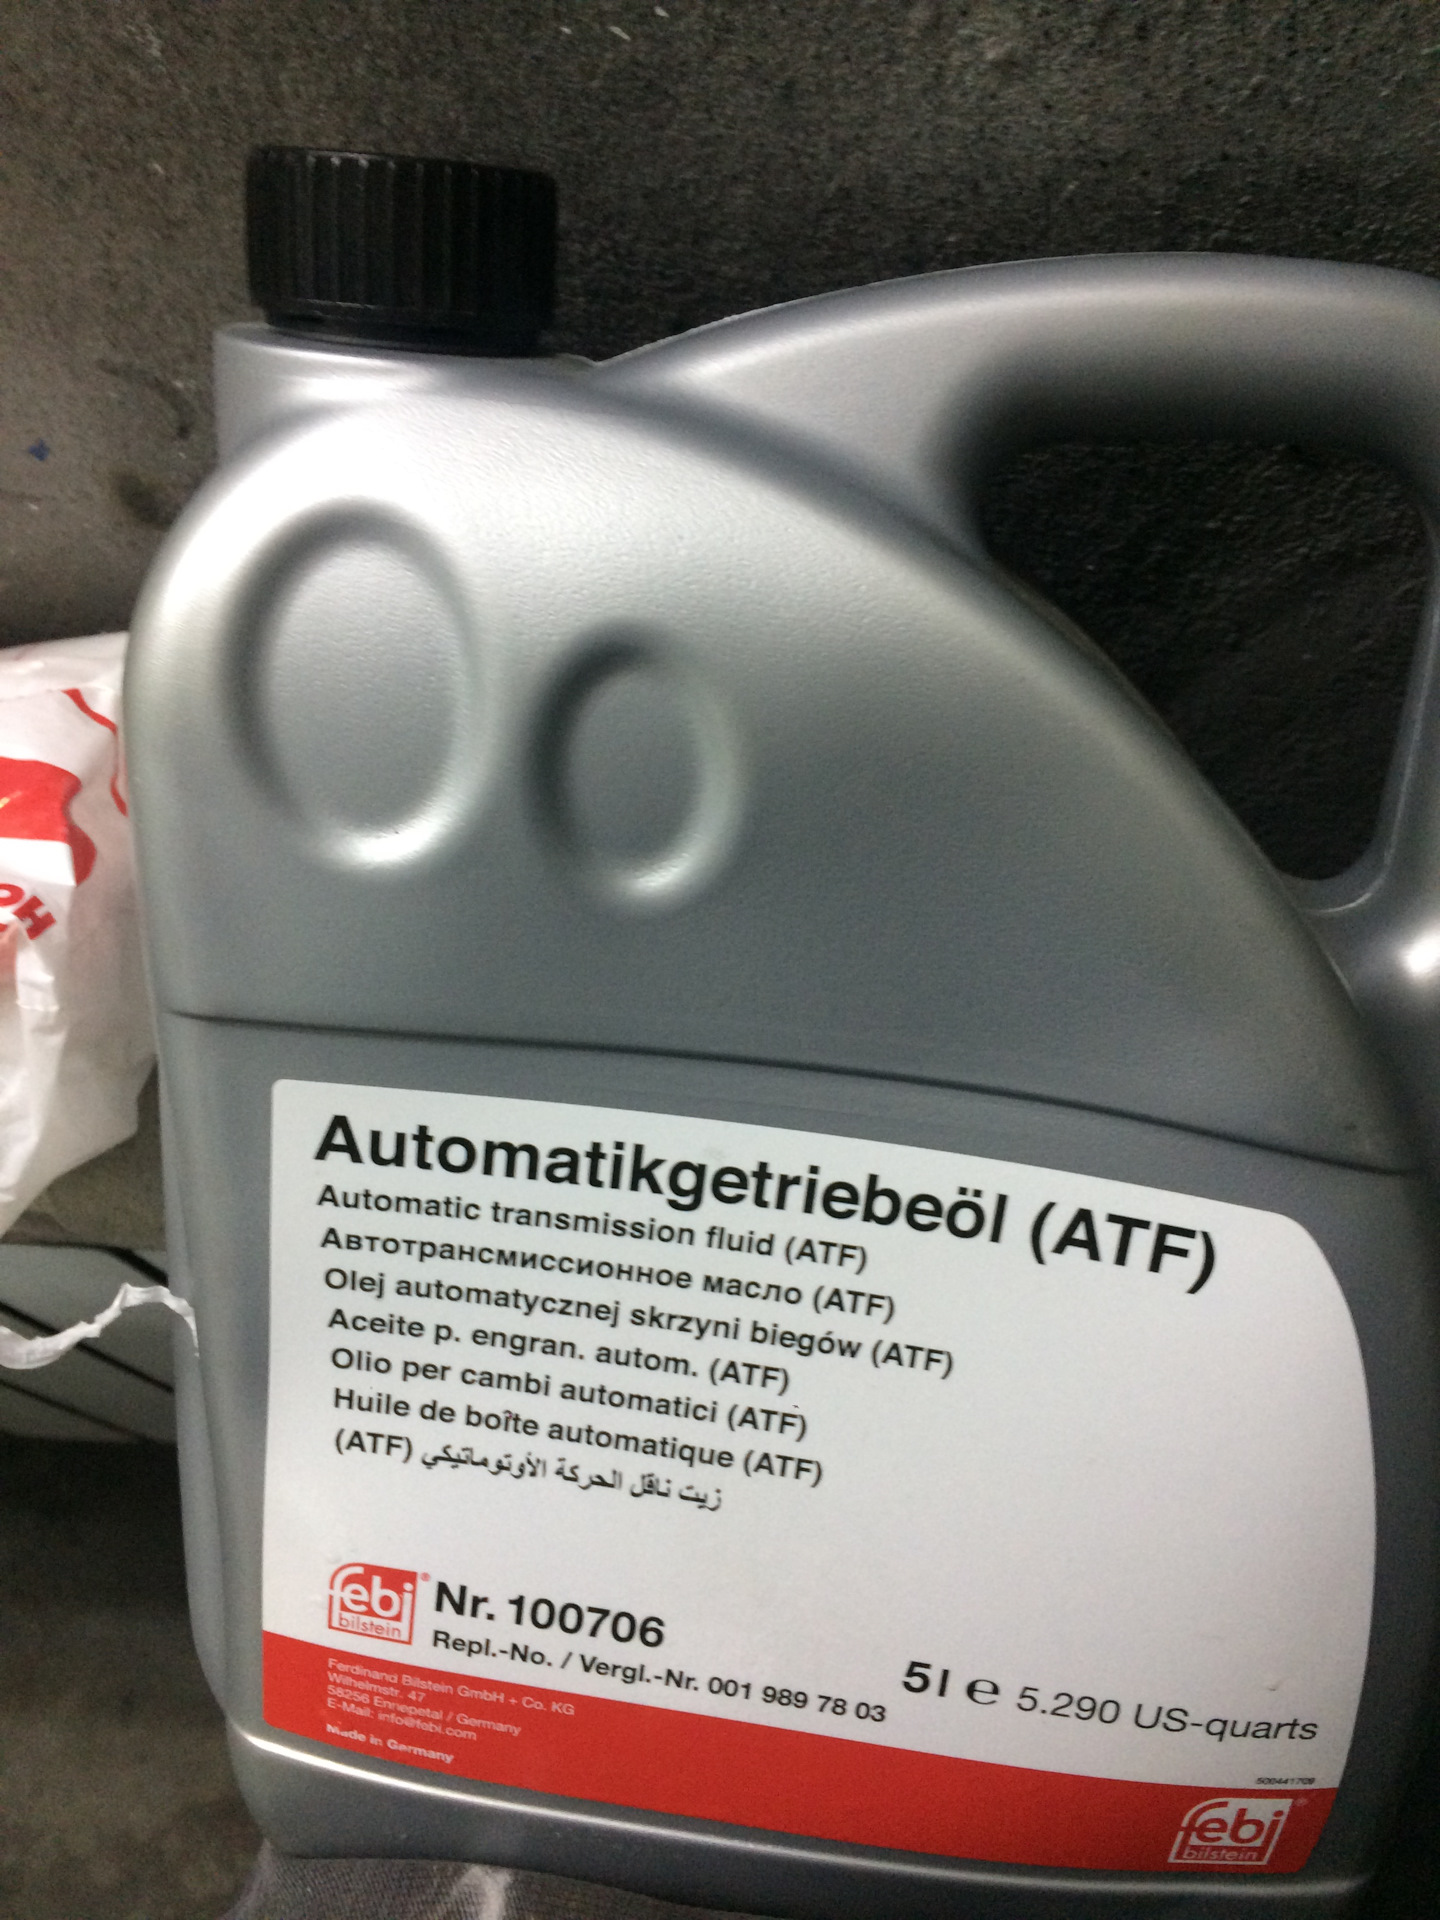 Automatikgetriebeöl (ATF)
Automatic transmission fluid (ATF)
Автотрансмиссионное масло (ATF)
Olej automatycznej skrzyni biegów (ATF)
Aceite p. engran. autom. (ATF)
Olio per cambi automatici (ATF)
Huile de boîte automatique (ATF)
زيت ناقل الحركة الأوتوماتيكي (ATF)
febi®
bilstein
Nr. 100706
Repl.-No. / Vergl.-Nr. 001 989 78 03
5 l e 5.290 US-quarts
Ferdinand Bilstein GmbH + Co. KG
Wilhelmstr. 47
58256 Ennepetal / Germany
E-Mail: info@febi.com
Made in Germany
500441709
febi®
bilstein